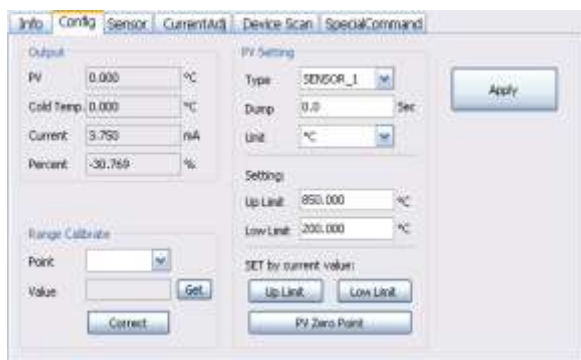 Info Config Sensor CurrentAdj Device Scan SpecialCommand
Output
PV 0.000 ℃
Cold Temp 0.000 ℃
Current 3.750 mA
Percent -30.769 %
Range Calibrate
Point
Value Get
Correct
PV Setting
Type SENSOR_1
Dump 0.0 Sec
Unit ℃
Setting:
Up Limit 850.000 ℃
Low Limit 200.000 ℃
SET by current value:
Up Limit Low Limit
PV Zero Point
Apply